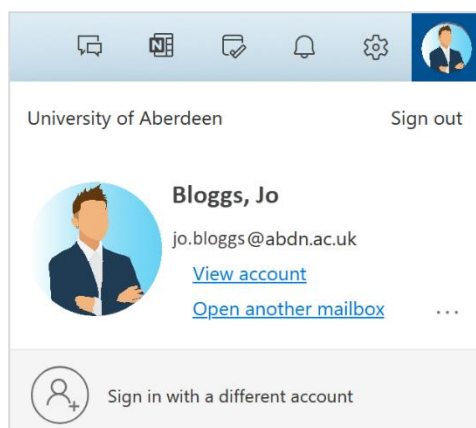 University of Aberdeen Sign out
Bloggs, Jo
jo.bloggs@abdn.ac.uk
View account
Open another mailbox ...
Sign in with a different account